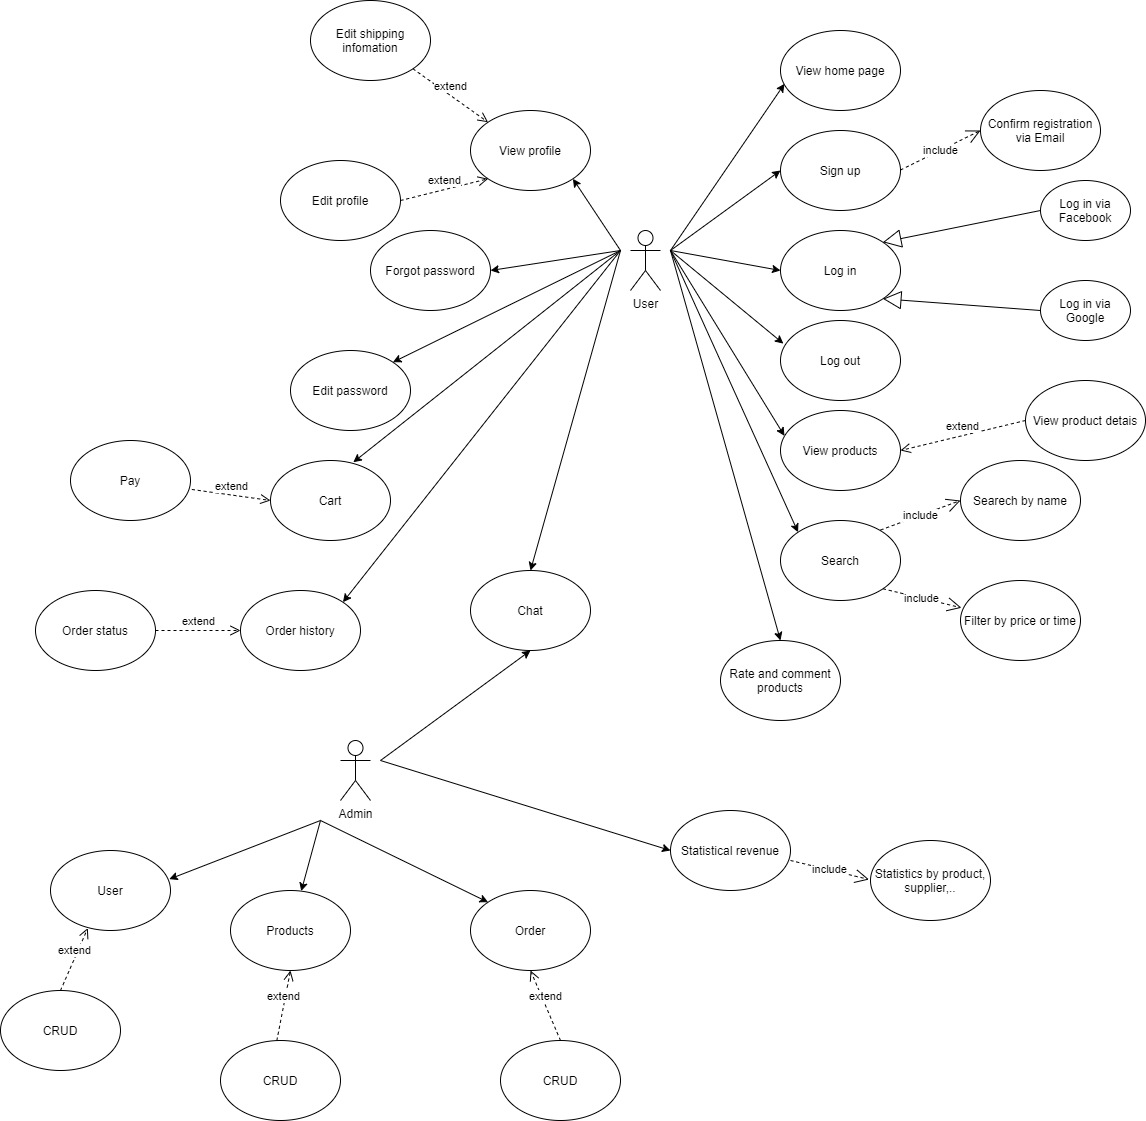 Edit shipping
infomation
extend
View profile
Edit profile
extend
Forgot password
Edit password
Pay
extend
Cart
Order status
extend
Order history
Chat
User
View home page
Sign up
include
Confirm registration
via Email
Log in
Log in via
Facebook
Log in via
Google
Log out
View products
extend
View product detais
Search
include
Searech by name
include
Filter by price or time
Rate and comment
products
Admin
Statistical revenue
include
Statistics by product,
supplier,..
User
extend
CRUD
Products
extend
CRUD
Order
extend
CRUD